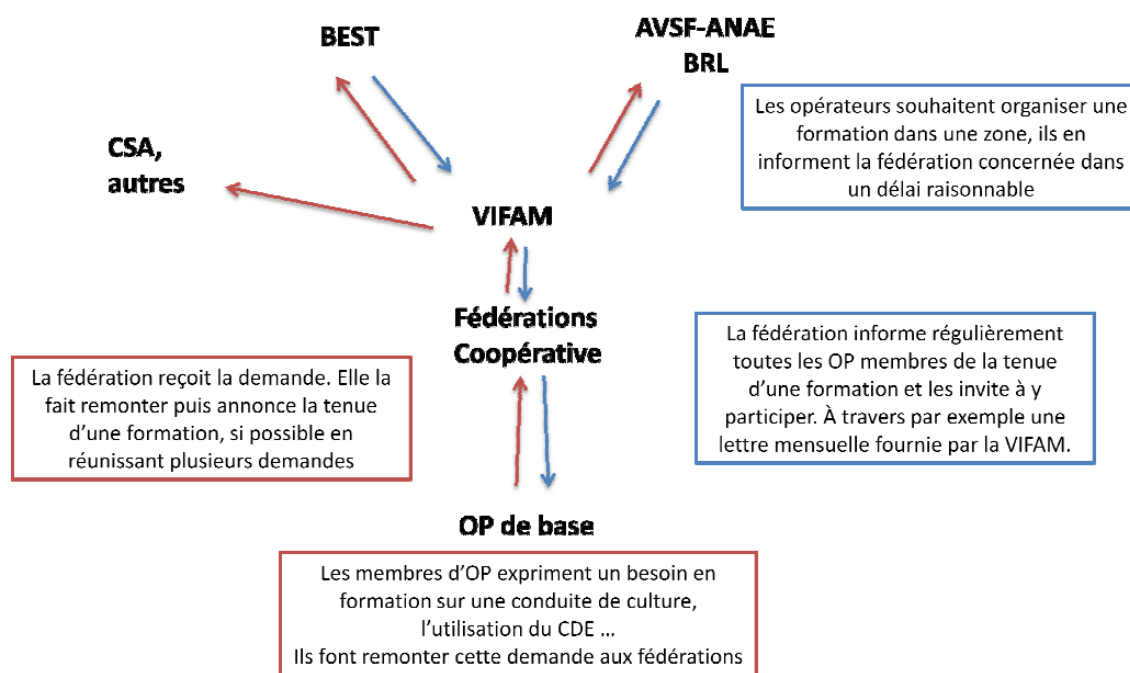 BEST
AVSF-ANAE
BRL
Les opérateurs souhaitent organiser une
formation dans une zone, ils en
informent la fédération concernée dans
un délai raisonnable
CSA,
autres
VIFAM
Fédérations
Coopérative
La fédération informe régulièrement
toutes les OP membres de la tenue
d'une formation et les invite à y
participer. À travers par exemple une
lettre mensuelle fournie par la VIFAM.
La fédération reçoit la demande. Elle la
fait remonter puis annonce la tenue
d'une formation, si possible en
réunissant plusieurs demandes
OP de base
Les membres d'OP expriment un besoin en
formation sur une conduite de culture,
l'utilisation du CDE ...
Ils font remonter cette demande aux fédérations